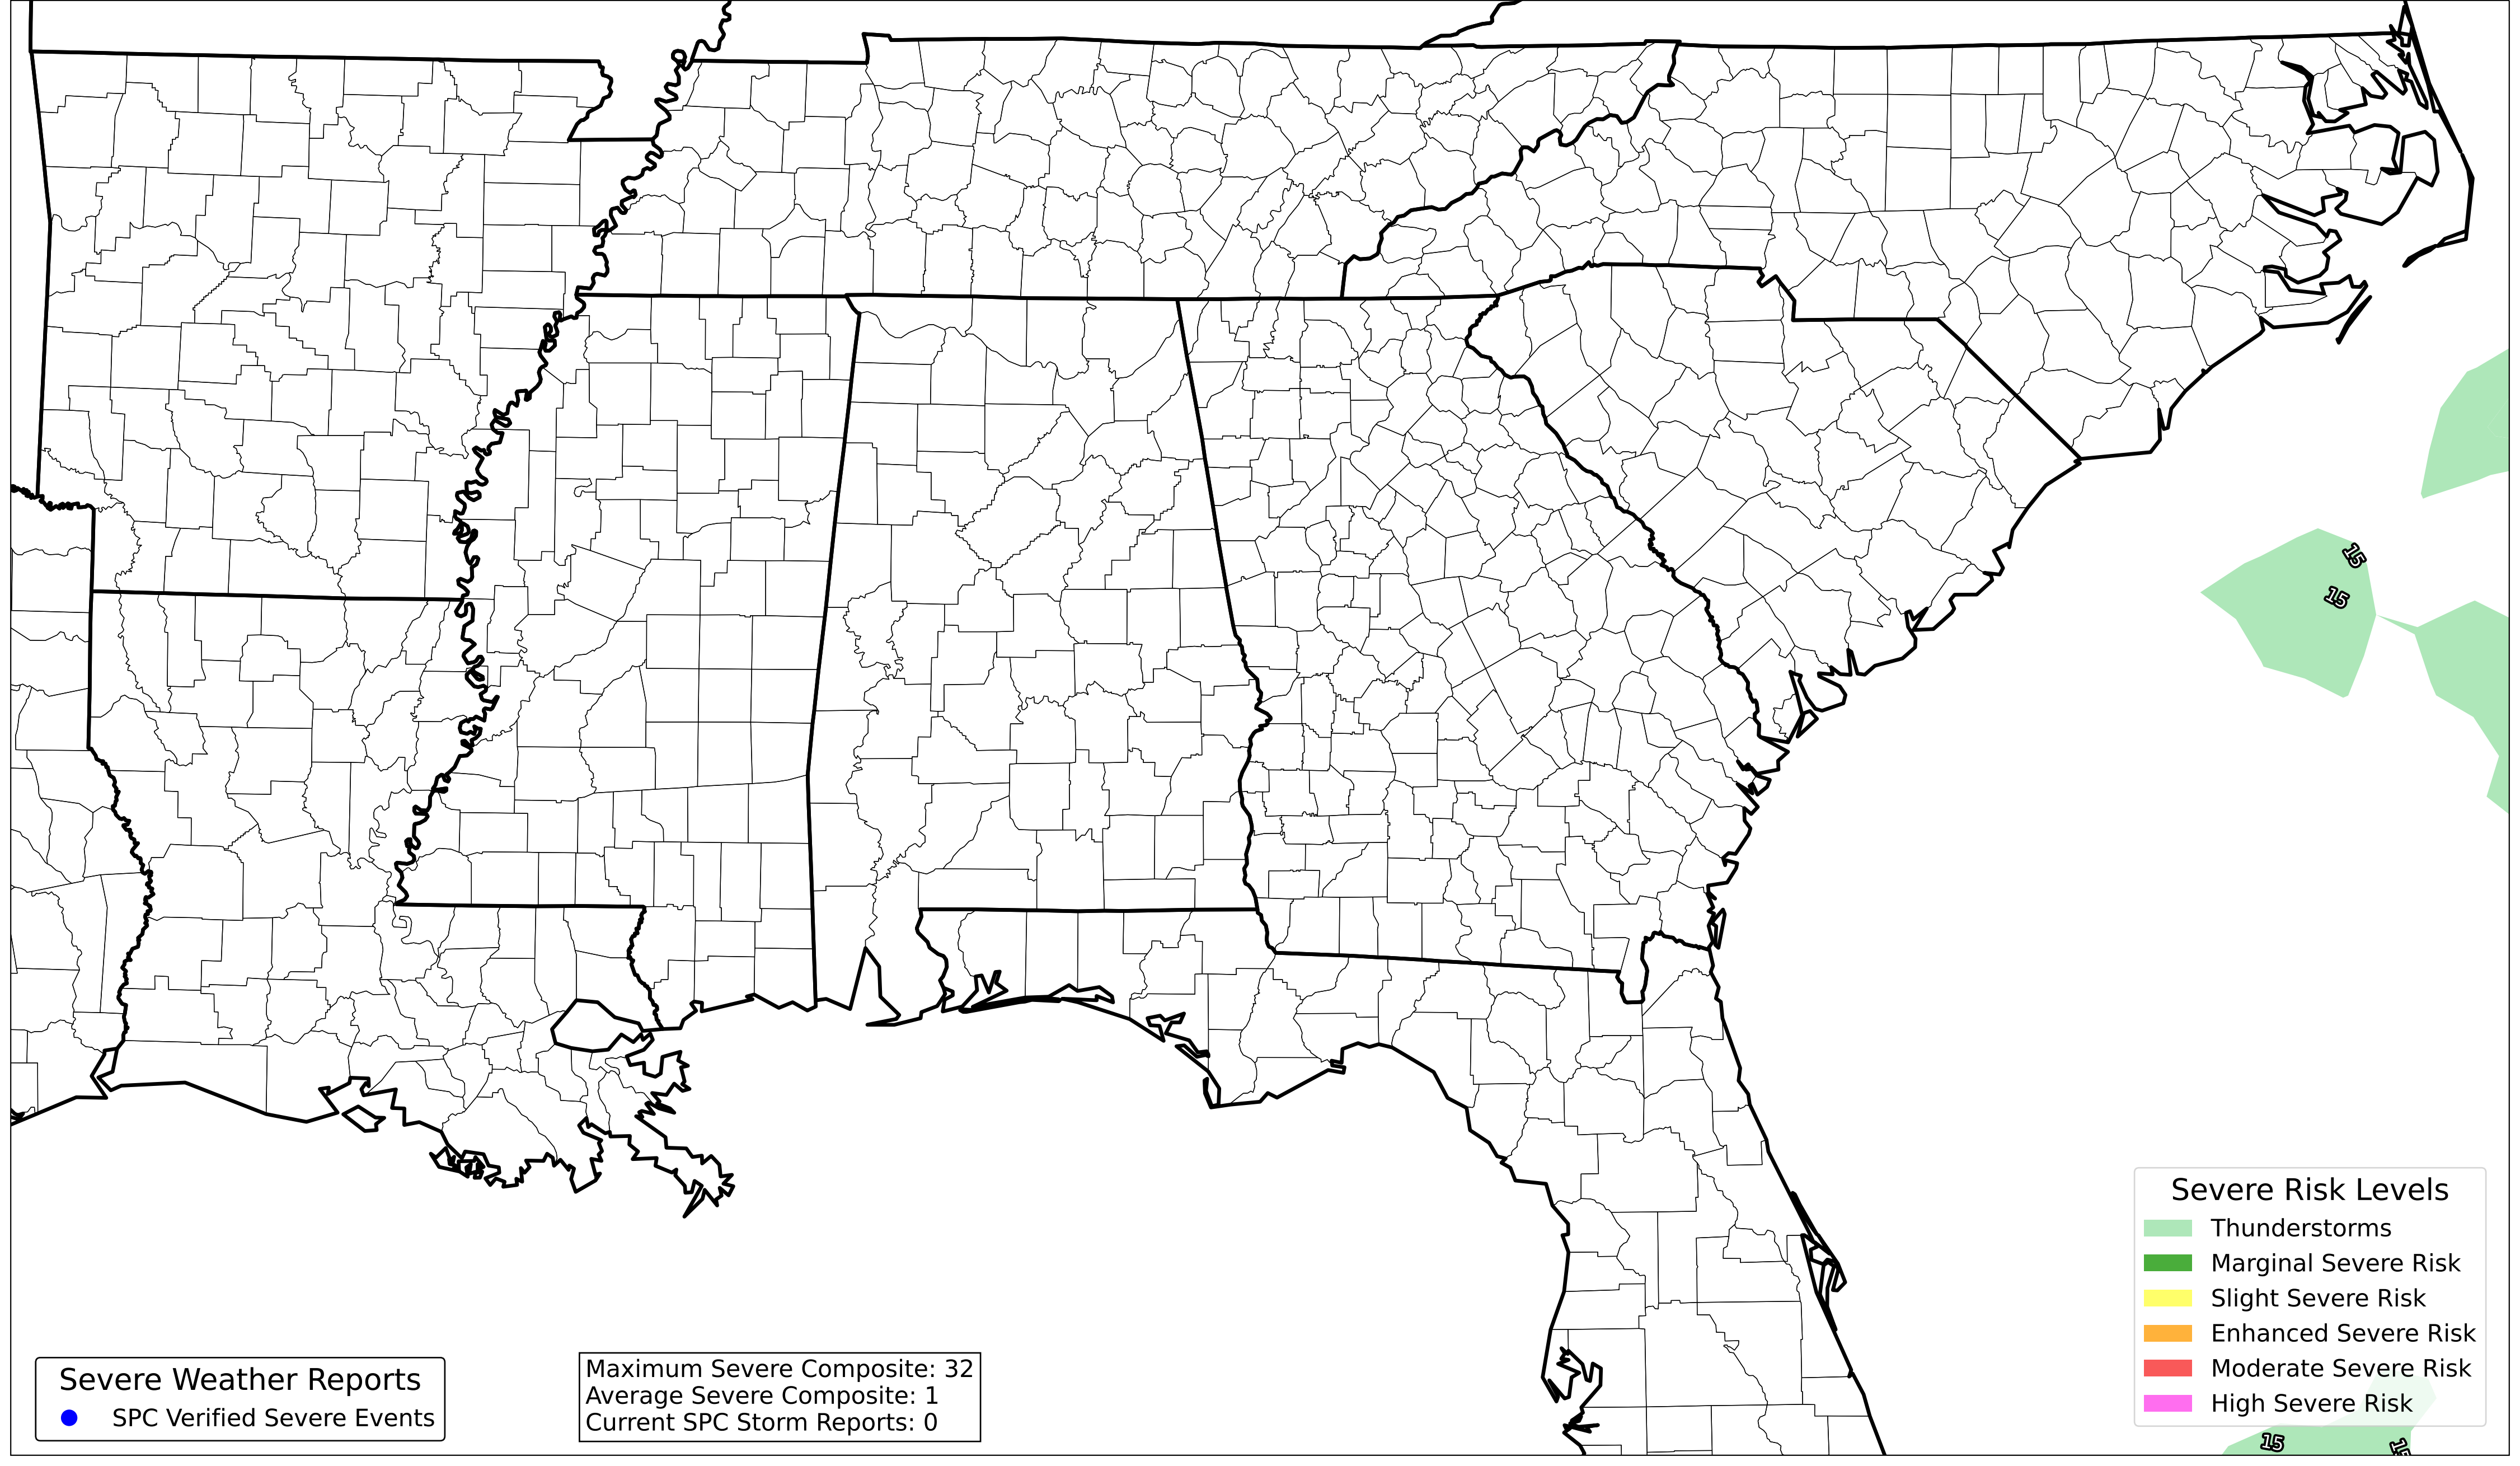 15
15
Severe Risk Levels
Thunderstorms
Marginal Severe Risk
Slight Severe Risk
Enhanced Severe Risk
Moderate Severe Risk
High Severe Risk
Severe Weather Reports
SPC Verified Severe Events
Maximum Severe Composite: 32
Average Severe Composite: 1
Current SPC Storm Reports: 0
15